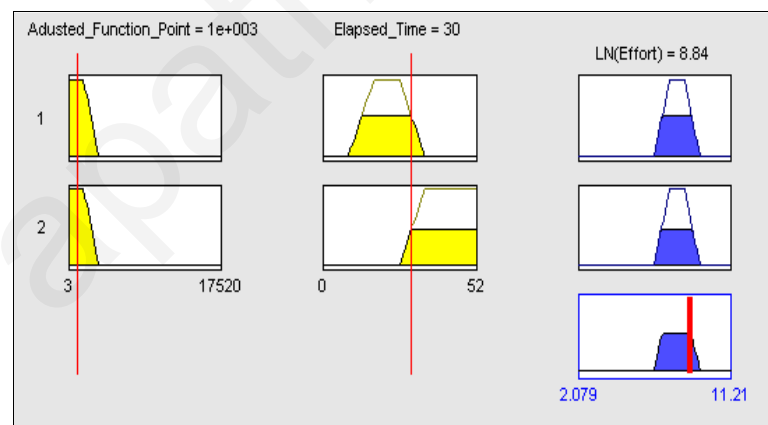 Adusted_Function_Point = 1e+003
Elapsed_Time = 30
LN(Effort) = 8.84
1
2
3
17520
0
52
2.079
11.21